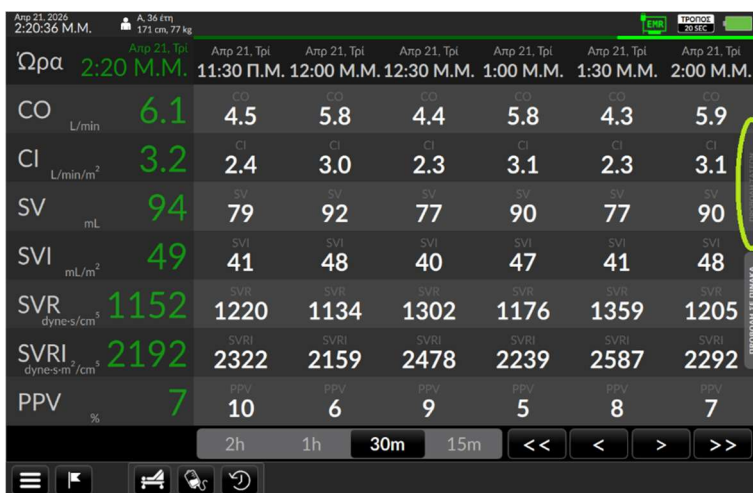 Απρ 21, 2026
2:20:36 Μ.Μ.
A, 36 έτη
171 cm, 77 kg
EMR
ΤΡΟΠΟΣ
20 SEC
Ώρα
Απρ 21, Τρί
2:20 Μ.Μ.
Απρ 21, Τρί Απρ 21, Τρί Απρ 21, Τρί Απρ 21, Τρί Απρ 21, Τρί Απρ 21, Τρί
11:30 Π.Μ. 12:00 Μ.Μ. 12:30 Μ.Μ. 1:00 Μ.Μ. 1:30 Μ.Μ. 2:00 Μ.Μ.
CO CO CO CO CO CO
CO L/min 6.1 4.5 5.8 4.4 5.8 4.3 5.9
CI CI CI CI CI CI
CI L/min/m² 3.2 2.4 3.0 2.3 3.1 2.3 3.1
SV SV SV SV SV SV
SV mL 94 79 92 77 90 77 90
SVI SVI SVI SVI SVI SVI
SVI mL/m² 49 41 48 40 47 41 48
SVR SVR SVR SVR SVR SVR
SVR dyne·s/cm⁵ 1152 1220 1134 1302 1176 1359 1205
SVRI SVRI SVRI SVRI SVRI SVRI
SVRI dyne·s·m²/cm⁵ 2192 2322 2159 2478 2239 2587 2292
PPV PPV PPV PPV PPV PPV
PPV % 7 10 6 9 5 8 7
2h 1h 30m 15m << < > >>